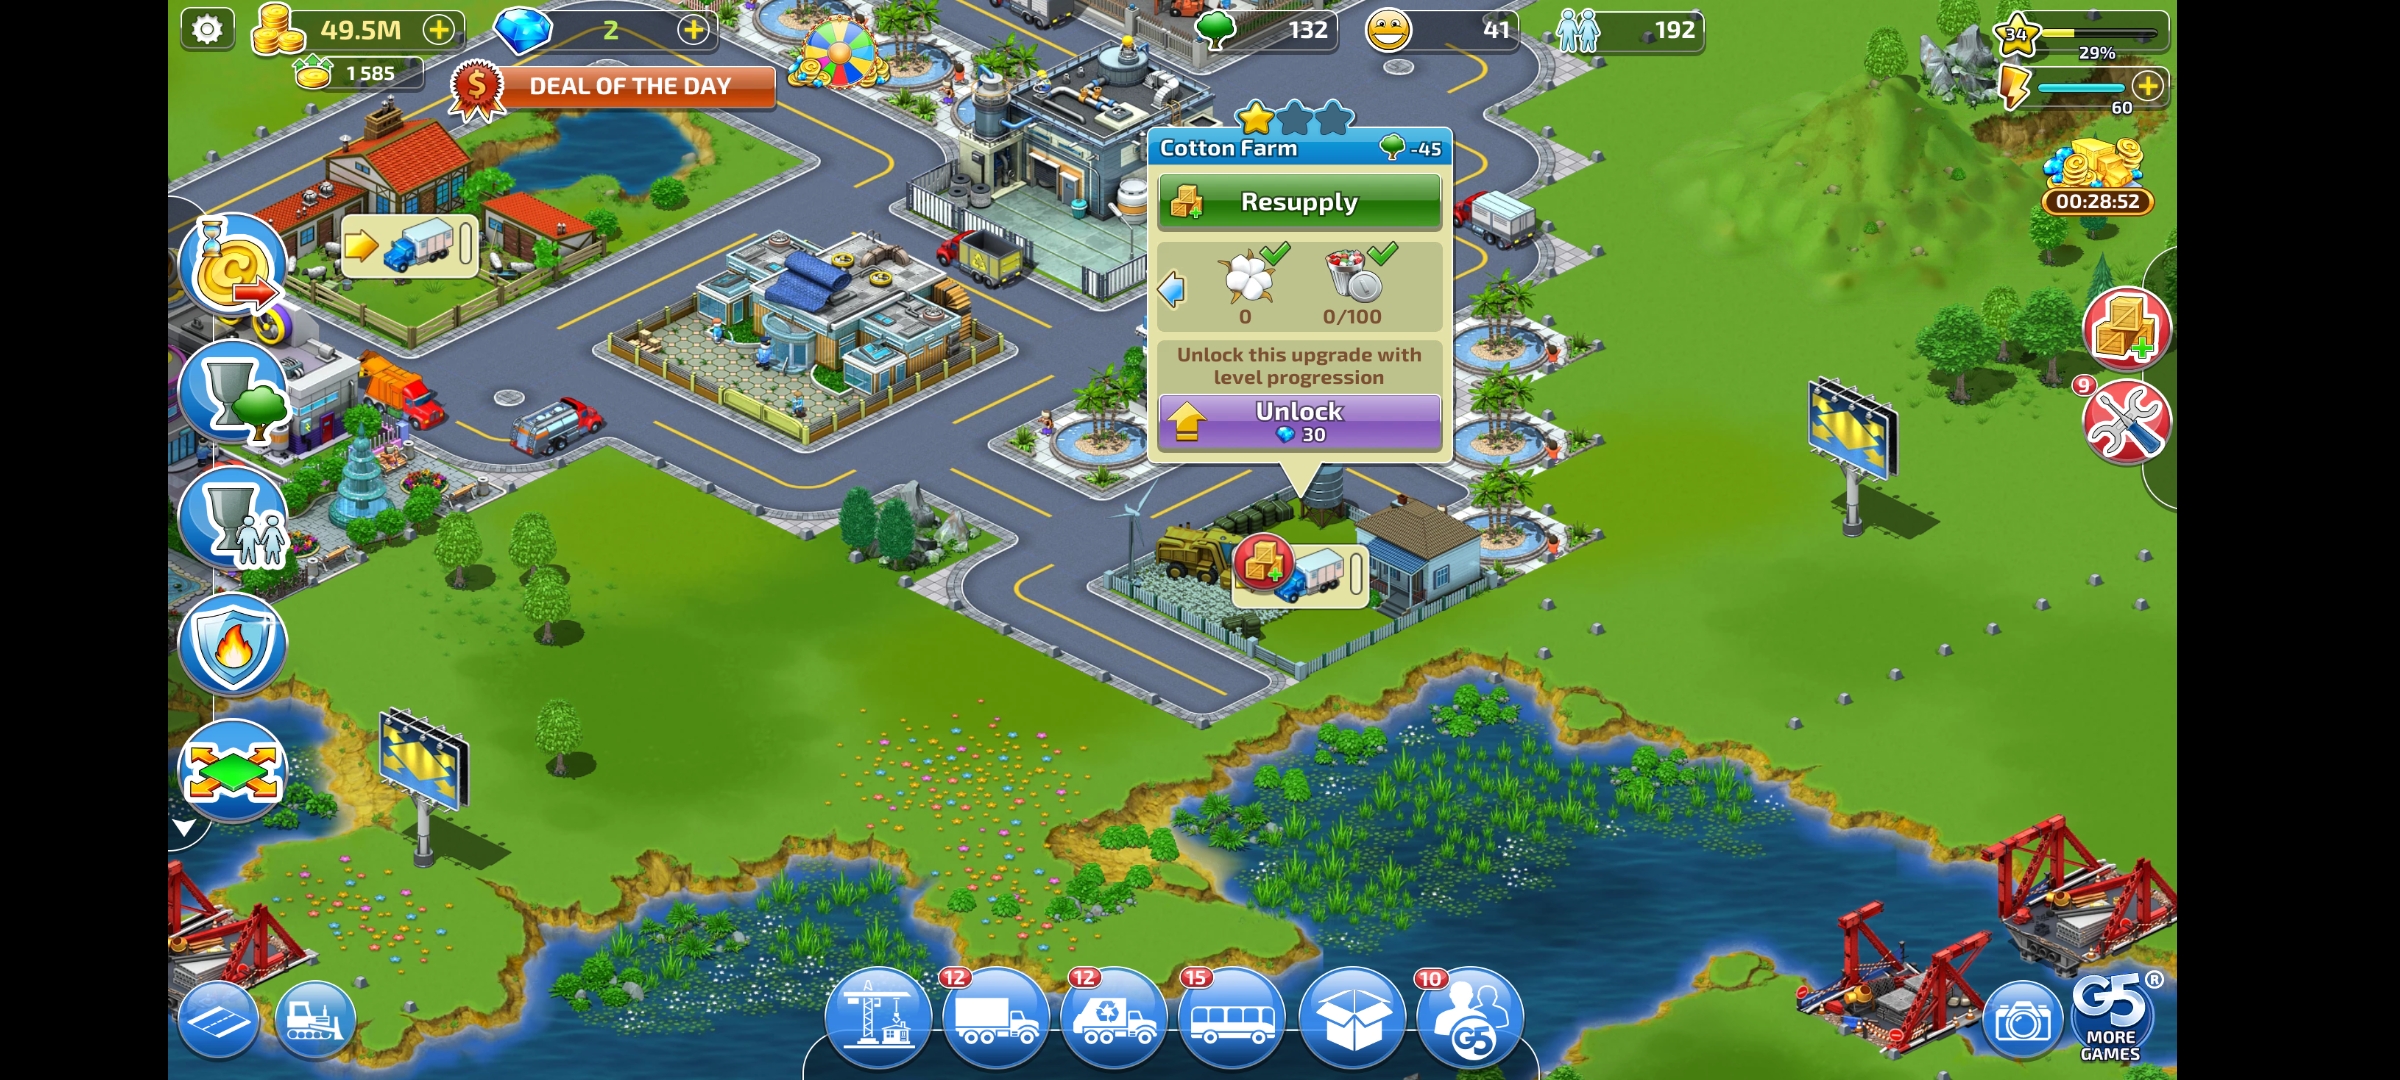 49.5M
2
132
41
192
34
29%
1 585
DEAL OF THE DAY
60
Cotton Farm
-45
00:28:52
Resupply
0
0/100
Unlock this upgrade with
level progression
Unlock
30
9
12
12
15
10
G5
G5
®
MORE
GAMES